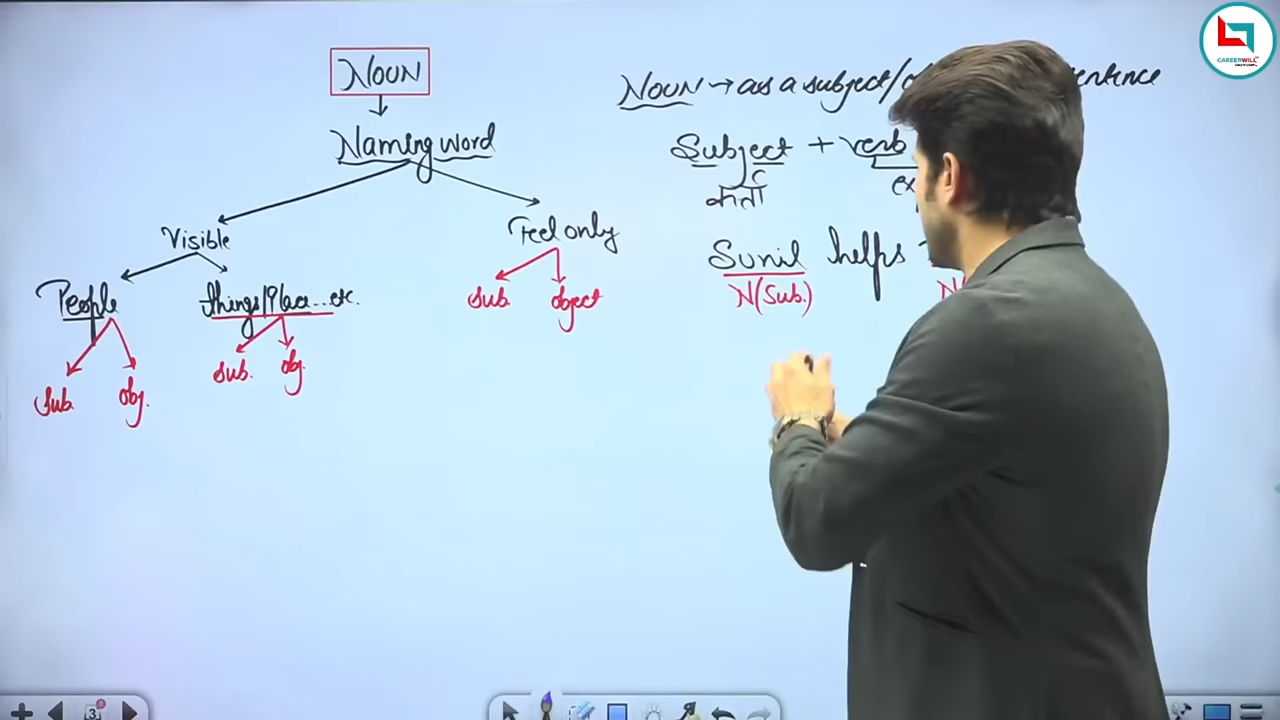 NOUN
Naming word
Visible
Feel only
People
things/Place...etc.
sub.
object
sub.
obj.
sub.
obj.
NOUN → as a subject/ entence
Subject + verb
कर्ता
Sunil helps
N(Sub.)
CAREERWILL
3